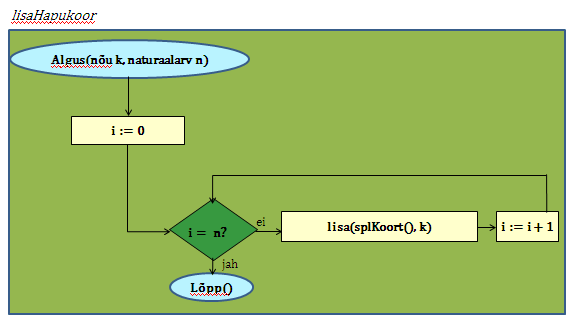 lisaHapukoor
Algus(nõu k, naturaalarv n)
i := 0
i = n?
ei
lisa(splKoort(), k)
i := i + 1
jah
Lõpp()